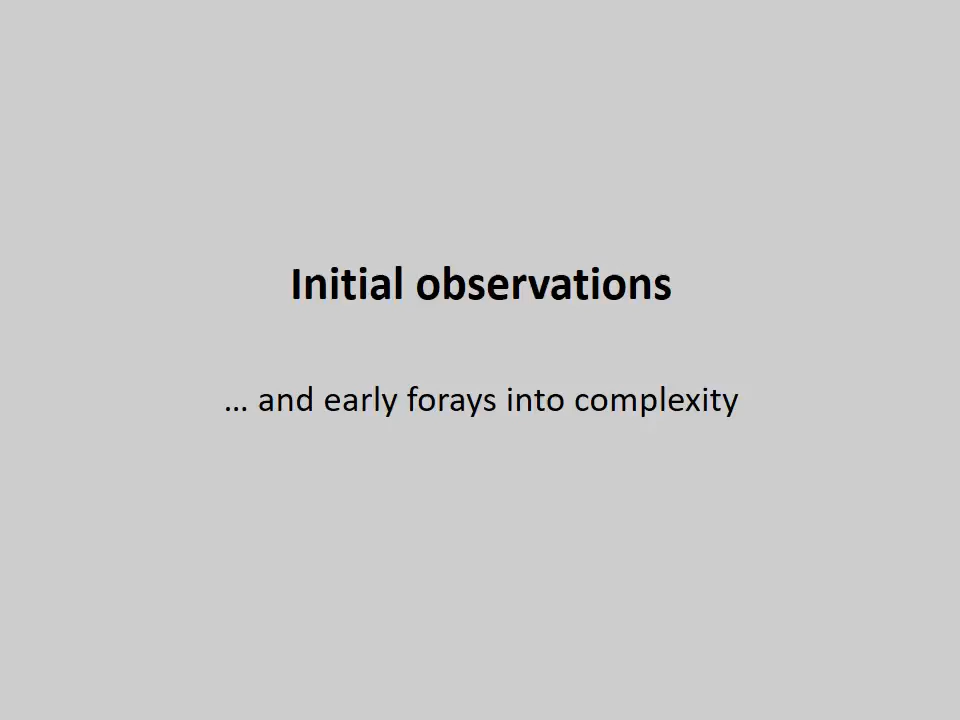 Initial observations
… and early forays into complexity